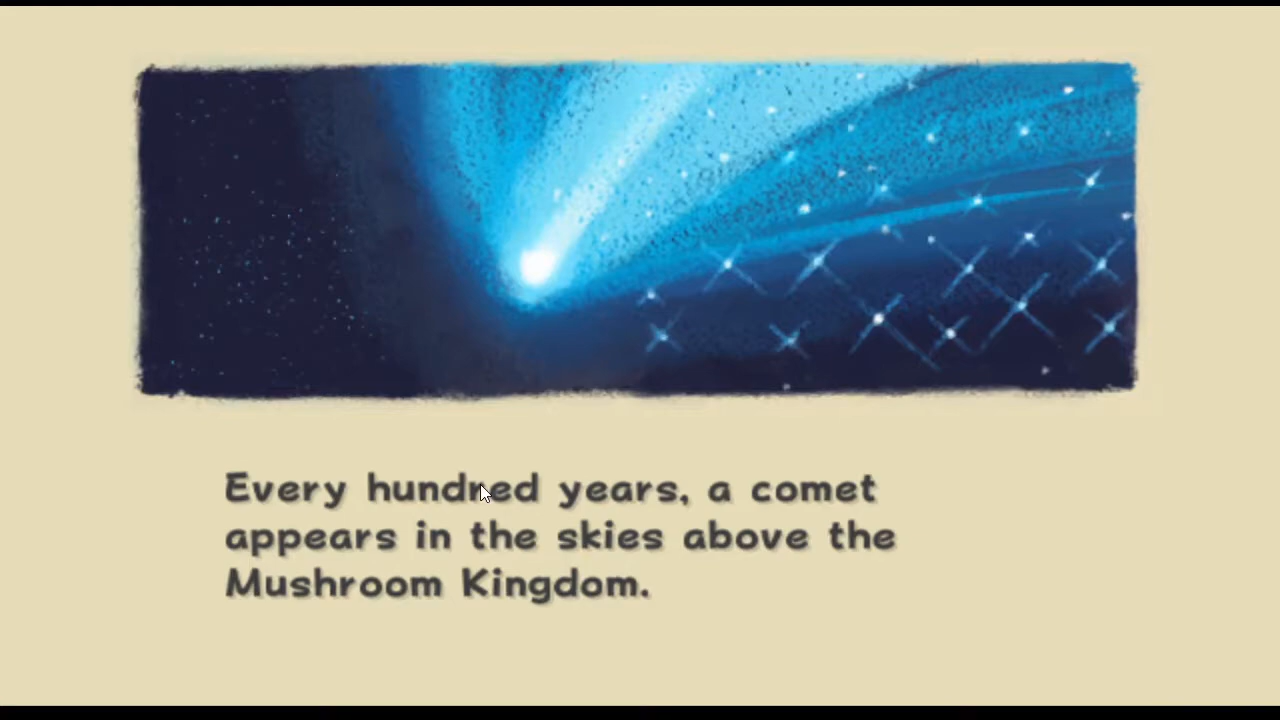 Every hundred years, a comet
appears in the skies above the
Mushroom Kingdom.